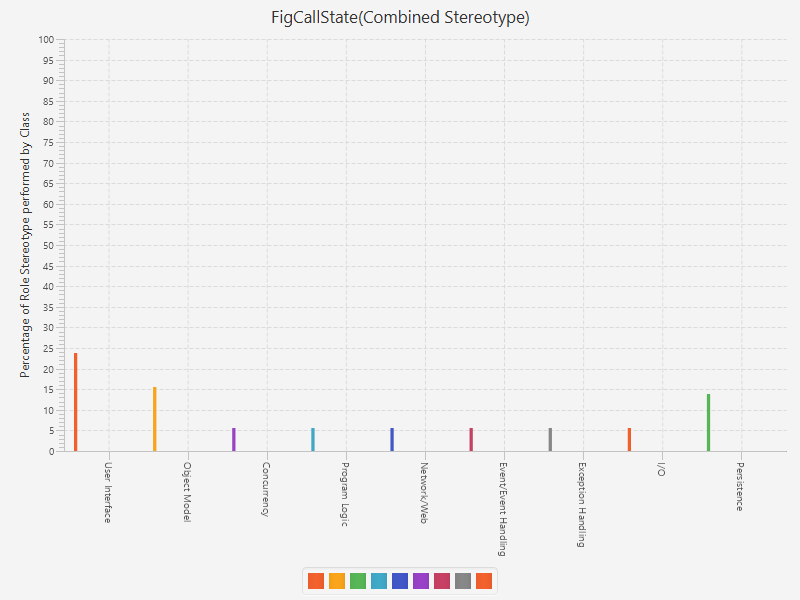 FigCallState(Combined Stereotype)
Percentage of Role Stereotype performed by Class
100
95
90
85
80
75
70
65
60
55
50
45
40
35
30
25
20
15
10
5
0
User Interface
Object Model
Concurrency
Program Logic
Network/Web
Event/Event Handling
Exception Handling
I/O
Persistence